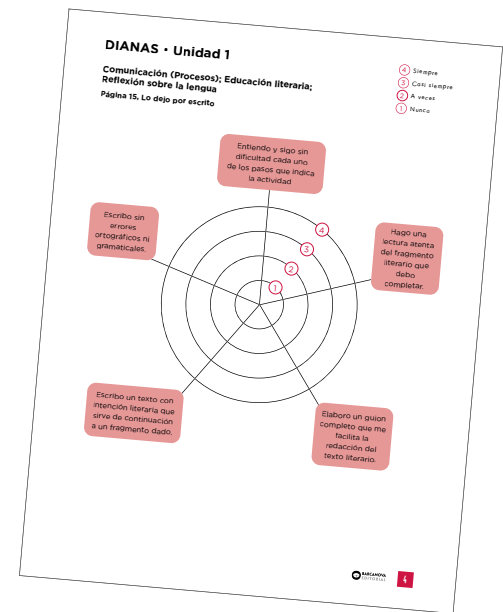 DIANAS · Unidad 1
Comunicación (Procesos); Educación literaria;
Reflexión sobre la lengua
Página 15, Lo dejo por escrito
4 Siempre
3 Casi siempre
2 A veces
1 Nunca
Entiendo y sigo sin
dificultad cada uno
de los pasos que indica
la actividad
Escribo sin
errores
ortográficos ni
gramaticales.
Hago una
lectura atenta
del fragmento
literario que
debo
completar.
4
3
2
1
Escribo un texto con
intención literaria que
sirve de continuación
a un fragmento dado.
Elaboro un guion
completo que me
facilita la
redacción del
texto literario.
BARCANOVA
EDITORIAL
4